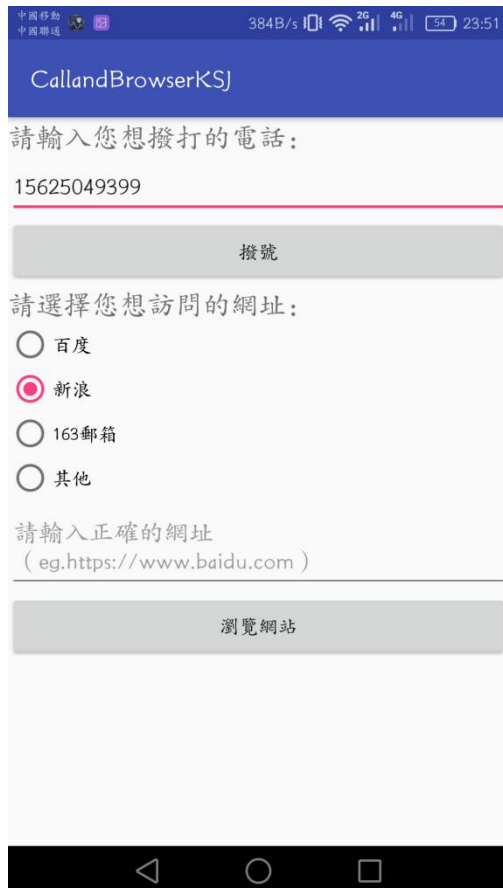 中國移動
中國聯通
384B/s 2G 4G 54 23:51
CallandBrowserKSJ
請輸入您想撥打的電話:
15625049399
撥號
請選擇您想訪問的網址:
百度
新浪
163郵箱
其他
請輸入正確的網址
(eg.https://www.baidu.com)
瀏覽網站